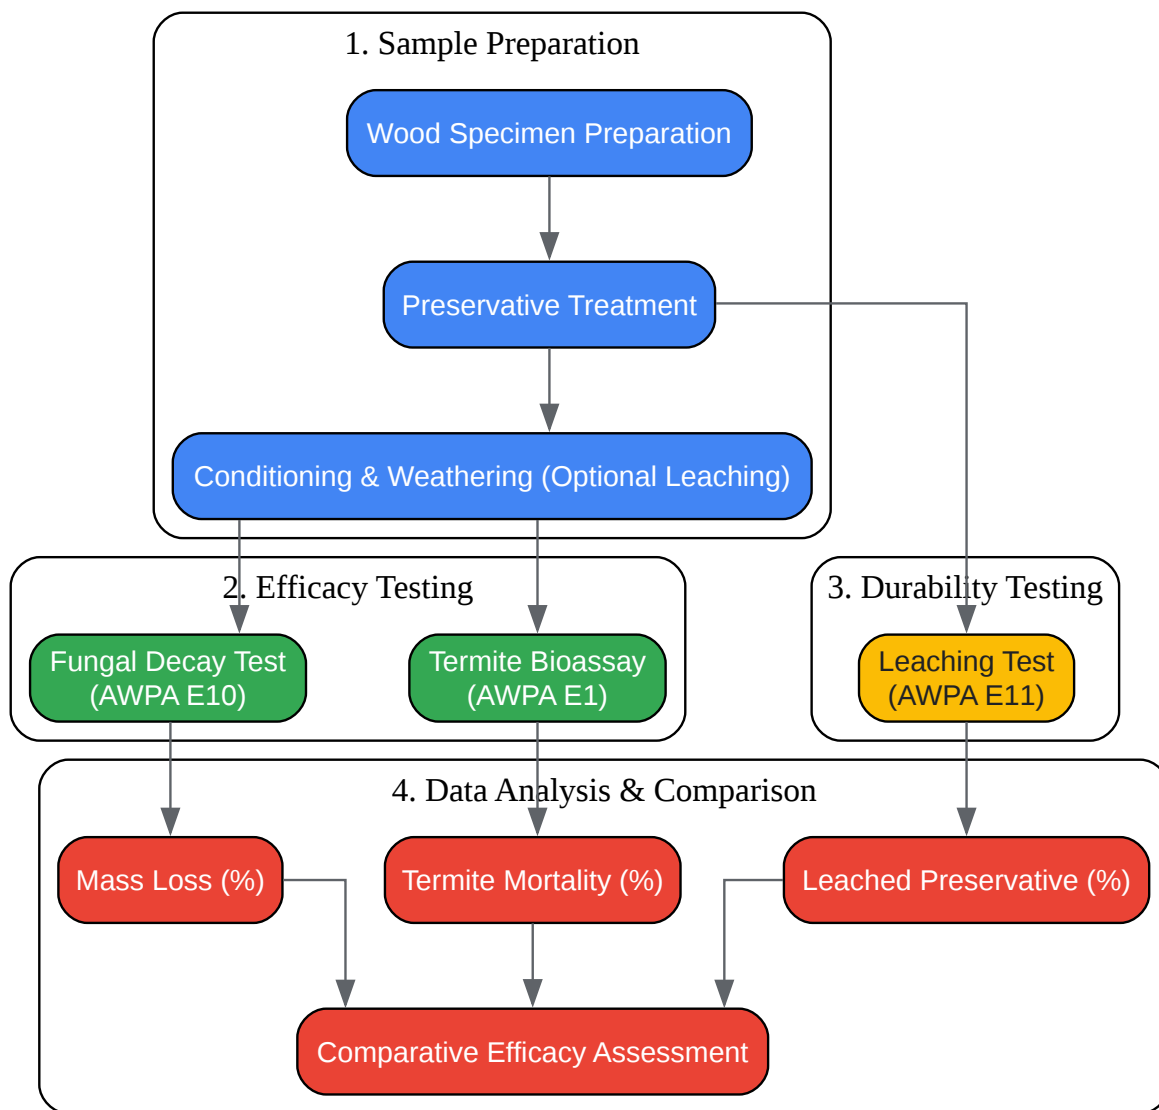 1. Sample Preparation
Wood Specimen Preparation
Preservative Treatment
Conditioning & Weathering (Optional Leaching)
2. Efficacy Testing
Fungal Decay Test
(AWPA E10)
Termite Bioassay
(AWPA E1)
3. Durability Testing
Leaching Test
(AWPA E11)
4. Data Analysis & Comparison
Mass Loss (%)
Termite Mortality (%)
Leached Preservative (%)
Comparative Efficacy Assessment